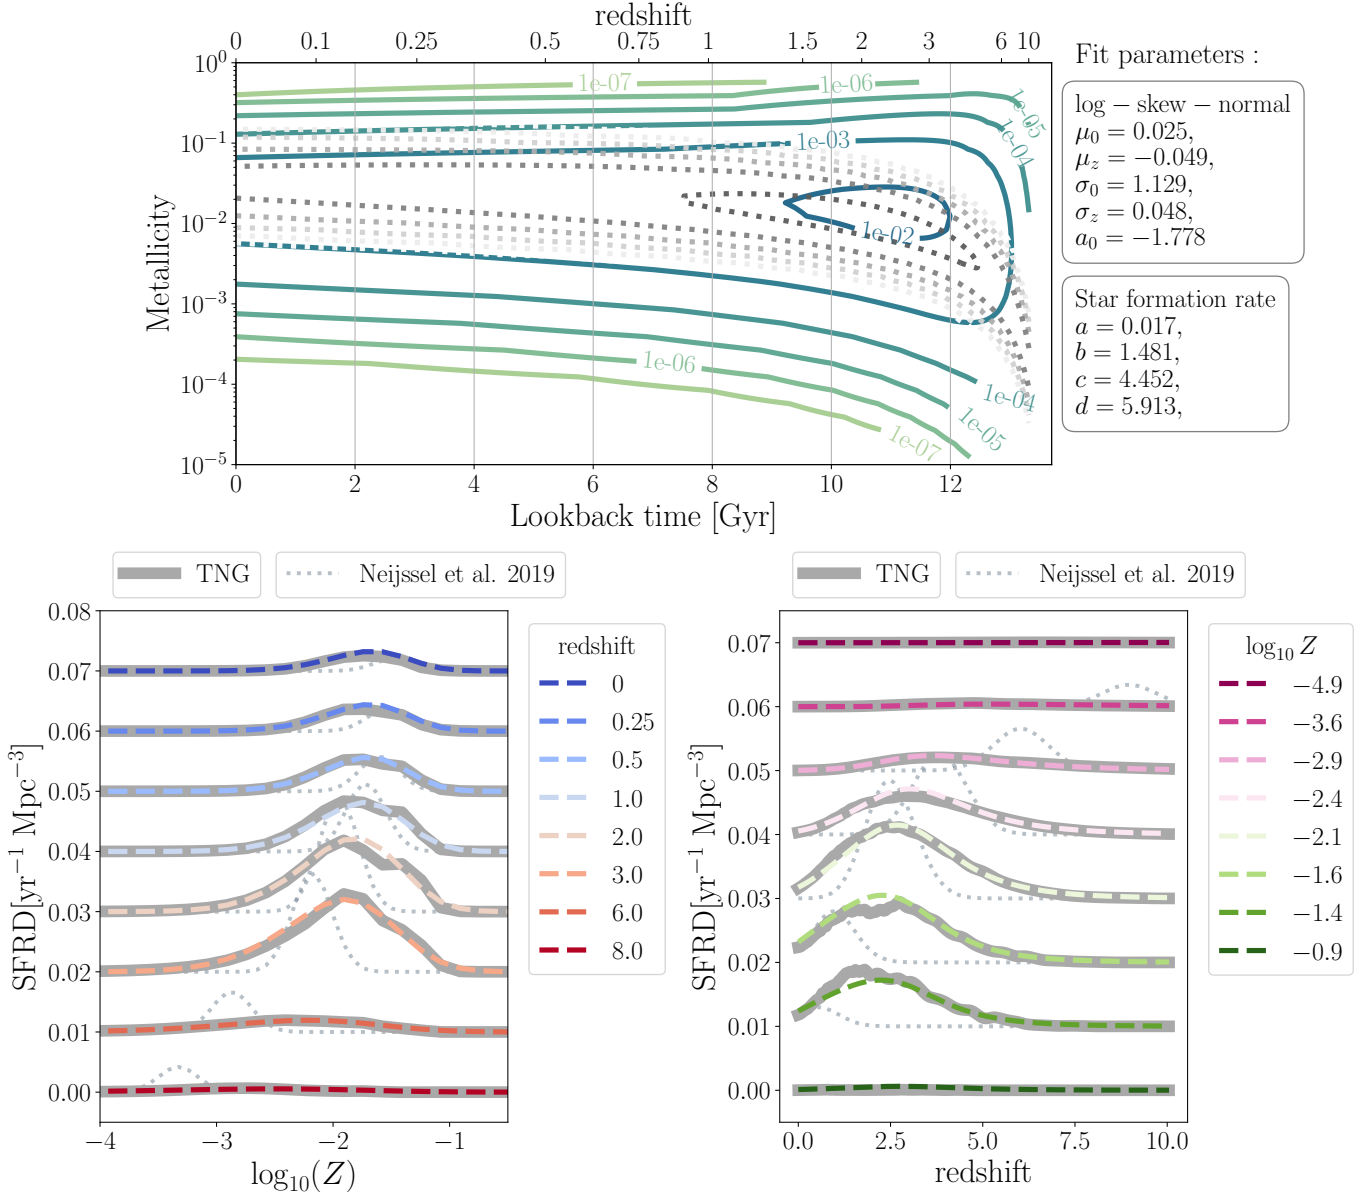 redshift
0 0.1 0.25 0.5 0.75 1 1.5 2 3 6 10
Fit parameters :
log − skew − normal
μ₀ = 0.025,
μ_z = −0.049,
σ₀ = 1.129,
σ_z = 0.048,
a₀ = −1.778
Star formation rate
a = 0.017,
b = 1.481,
c = 4.452,
d = 5.913,
Metallicity
10⁰
10⁻¹
10⁻²
10⁻³
10⁻⁴
10⁻⁵
1e-07
1e-06
1e-05
1e-04
1e-03
1e-02
1e-06
1e-04
1e-05
1e-07
0 2 4 6 8 10 12
Lookback time [Gyr]
TNG
Neijssel et al. 2019
SFRD[yr⁻¹ Mpc⁻³]
0.08
0.07
0.06
0.05
0.04
0.03
0.02
0.01
0.00
−4 −3 −2 −1
log₁₀(Z)
redshift
0
0.25
0.5
1.0
2.0
3.0
6.0
8.0
TNG
Neijssel et al. 2019
SFRD[yr⁻¹ Mpc⁻³]
0.07
0.06
0.05
0.04
0.03
0.02
0.01
0.00
0.0 2.5 5.0 7.5 10.0
redshift
log₁₀ Z
−4.9
−3.6
−2.9
−2.4
−2.1
−1.6
−1.4
−0.9